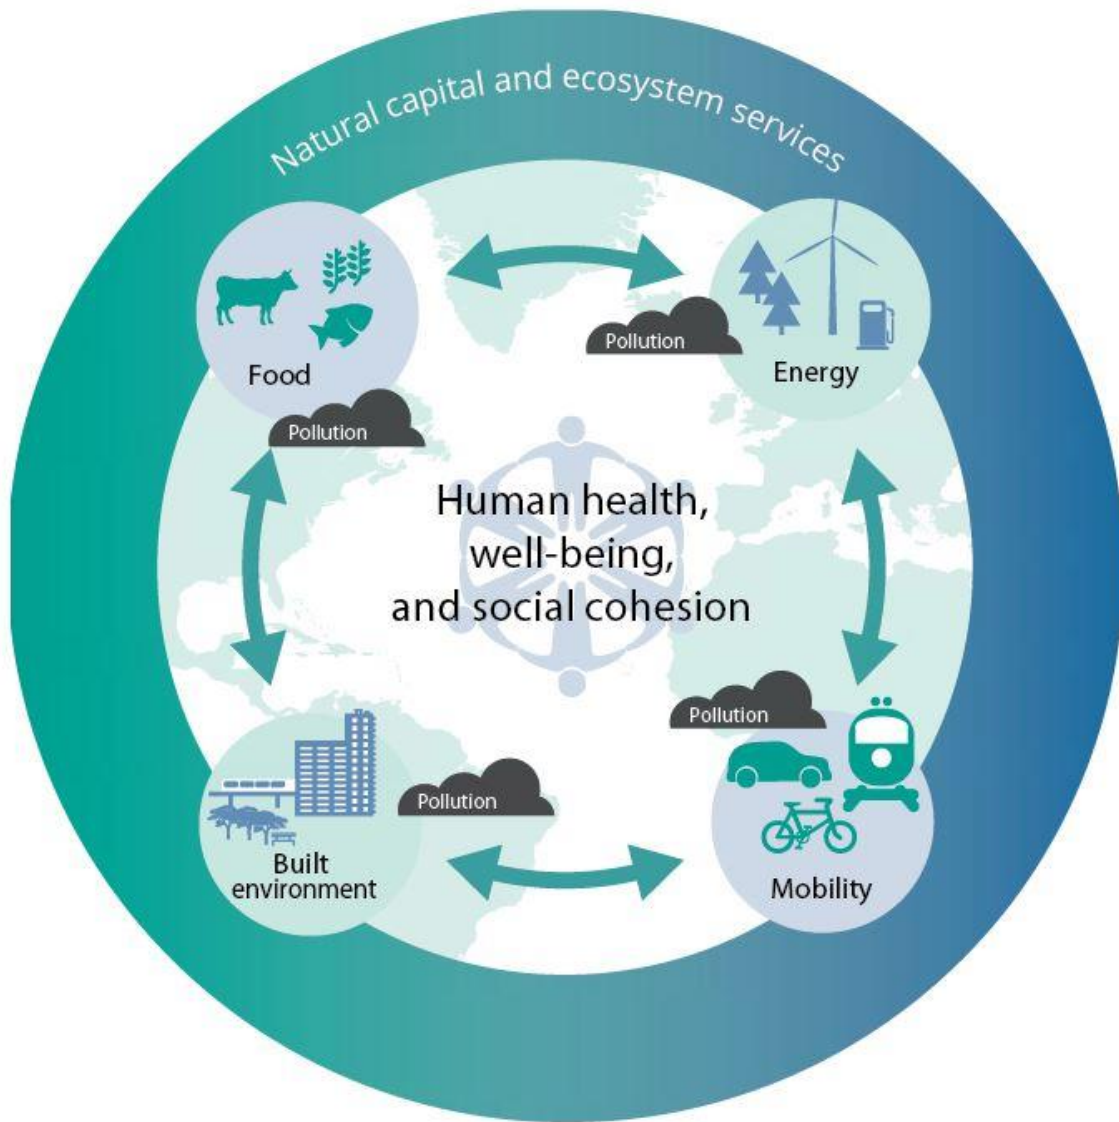 Natural capital and ecosystem services
Food
Pollution
Pollution
Energy
Human health,
well-being,
and social cohesion
Pollution
Built
environment
Pollution
Mobility